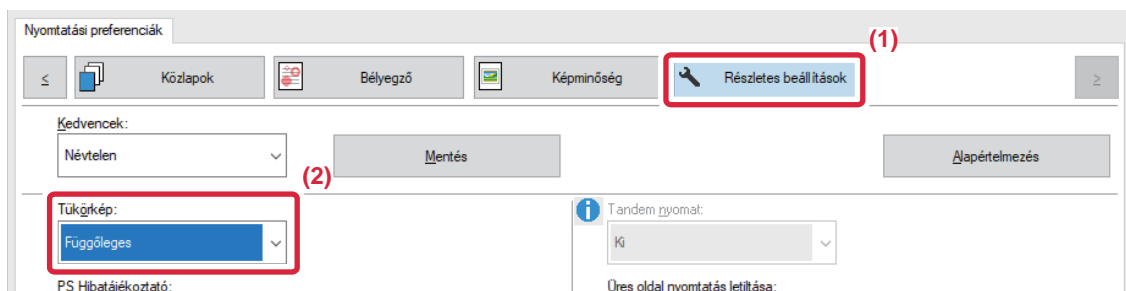 Nyomtatási preferenciák
(1)
< Közlapok Bélyegző Képminőség Részletes beállítások >
Kedvencek:
Névtelen Mentés Alapértelmezés
(2)
Tükörkép: Tandem nyomat:
Függőleges Ki
PS Hibatájékoztató: Üres oldal nyomtatás letiltása: